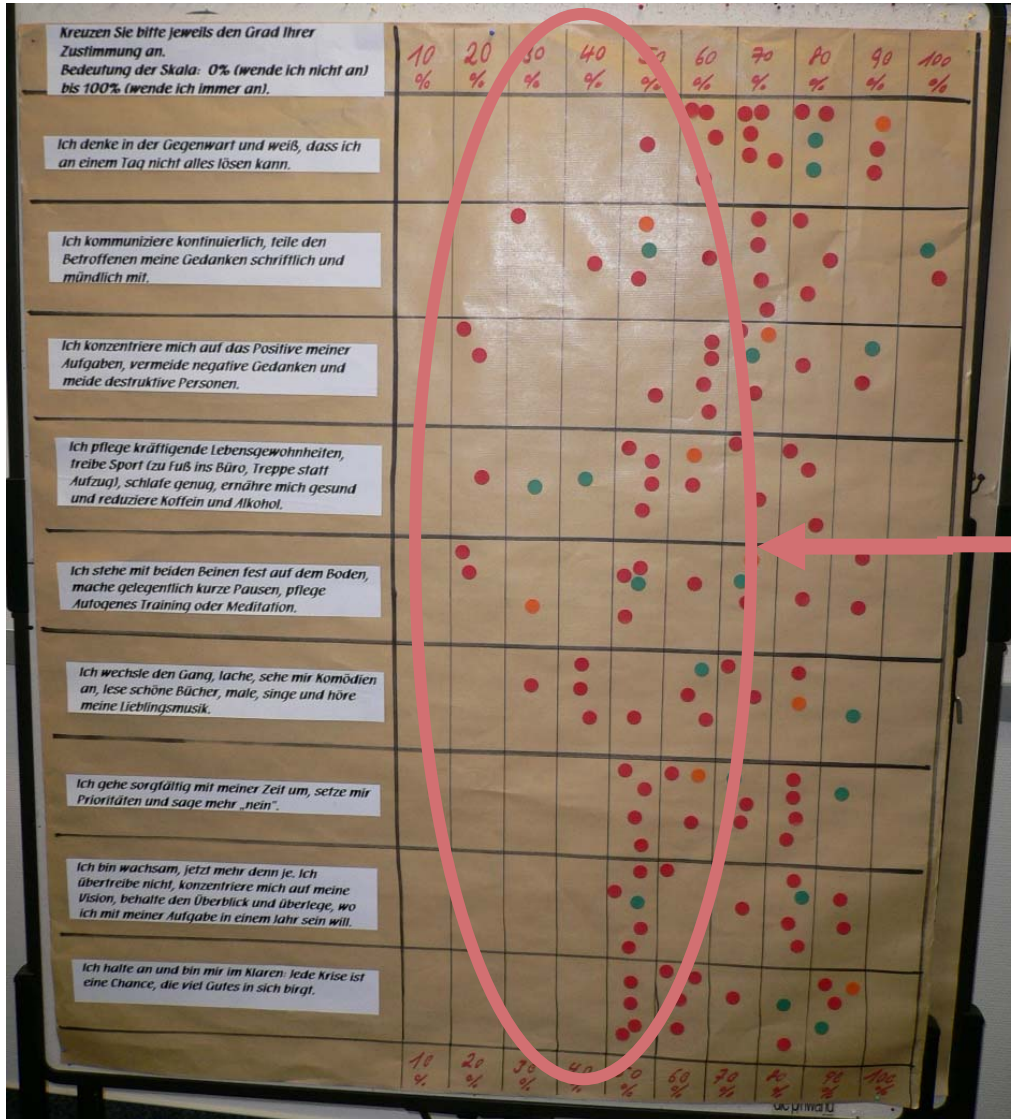 Kreuzen Sie bitte jeweils den Grad Ihrer
Zustimmung an.
Bedeutung der Skala: 0% (wende ich nicht an)
bis 100% (wende ich immer an).
10 20 30 40 50 60 70 80 90 100
% % % % % % % % % %
Ich denke in der Gegenwart und weiß, dass ich
an einem Tag nicht alles lösen kann.
Ich kommuniziere kontinuierlich, teile den
Betroffenen meine Gedanken schriftlich und
mündlich mit.
Ich konzentriere mich auf das Positive meiner
Aufgaben, vermeide negative Gedanken und
meide destruktive Personen.
Ich pflege kräftigende Lebensgewohnheiten,
treibe Sport (zu Fuß ins Büro, Treppe statt
Aufzug), schlafe genug, ernähre mich gesund
und reduziere Koffein und Alkohol.
Ich stehe mit beiden Beinen fest auf dem Boden,
mache gelegentlich kurze Pausen, pflege
Autogenes Training oder Meditation.
Ich wechsle den Gang, lache, sehe mir Komödien
an, lese schöne Bücher, male, singe und höre
meine Lieblingsmusik.
Ich gehe sorgfältig mit meiner Zeit um, setze mir
Prioritäten und sage mehr „nein“.
Ich bin wachsam, jetzt mehr denn je. Ich
übertreibe nicht, konzentriere mich auf meine
Vision, behalte den Überblick und überlege, wo
ich mit meiner Aufgabe in einem Jahr sein will.
Ich halte an und bin mir im Klaren: Jede Krise ist
eine Chance, die viel Gutes in sich birgt.
10 20 30 40 50 60 70 80 90 100
% % % % % % % % % %